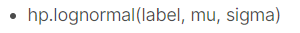 • hp.lognormal(label, mu, sigma)